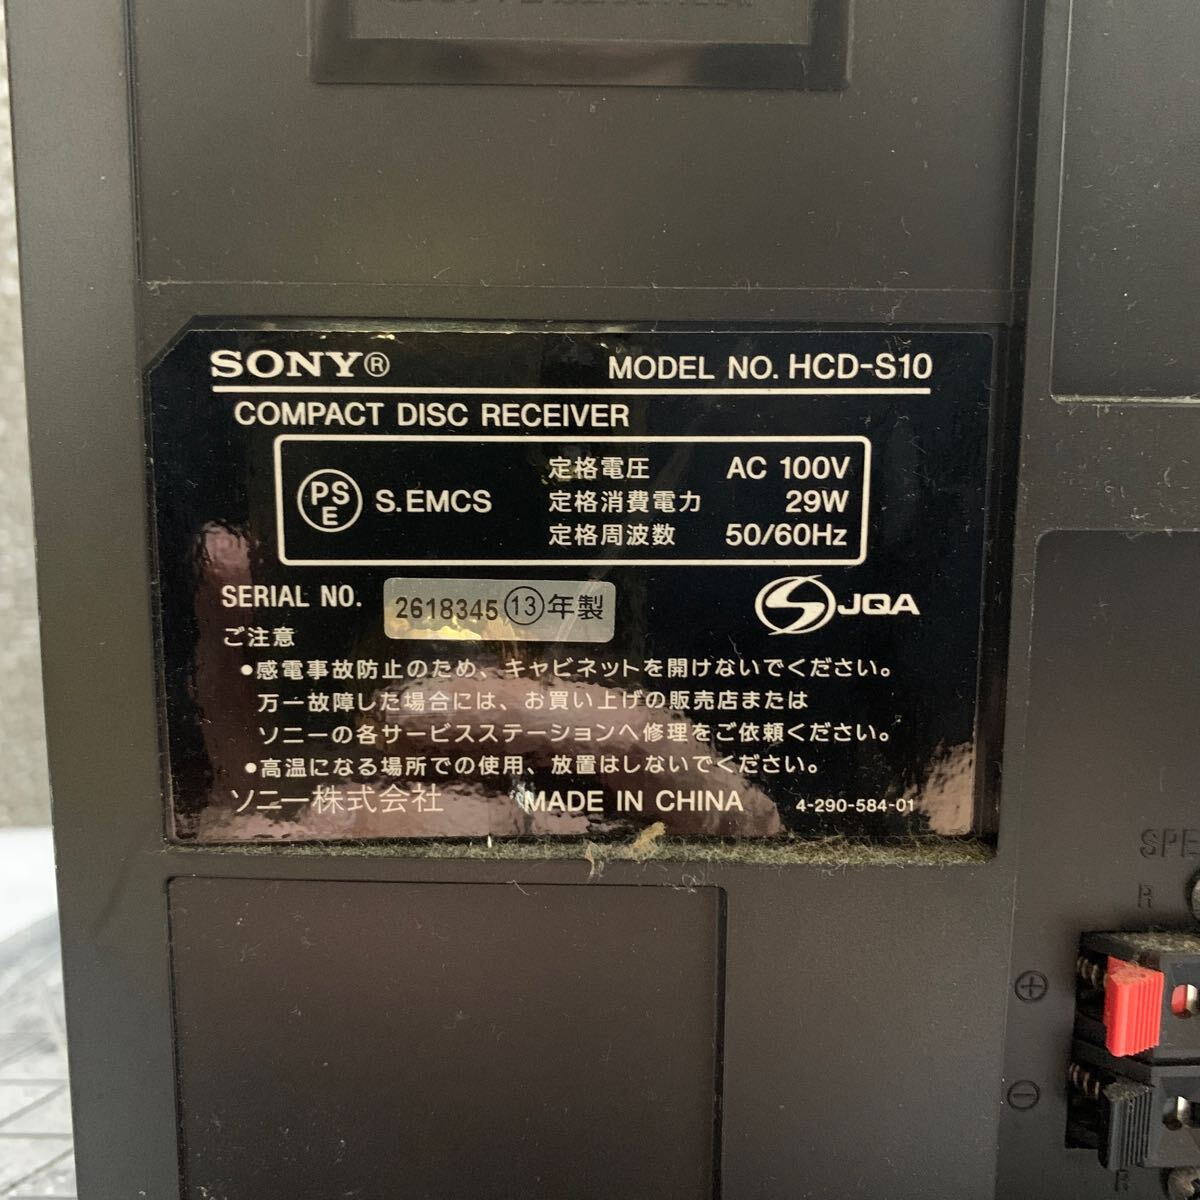 SONY® MODEL NO. HCD-S10
COMPACT DISC RECEIVER
PSE S.EMCS
定格電圧 AC 100V
定格消費電力 29W
定格周波数 50/60Hz
SERIAL NO. 2618345 ⑬年製
JQA
ご注意
●感電事故防止のため、キャビネットを開けないでください。
万一故障した場合には、お買い上げの販売店または
ソニーの各サービスステーションへ修理をご依頼ください。
●高温になる場所での使用、放置はしないでください。
ソニー株式会社 MADE IN CHINA 4-290-584-01
R
+
−
R